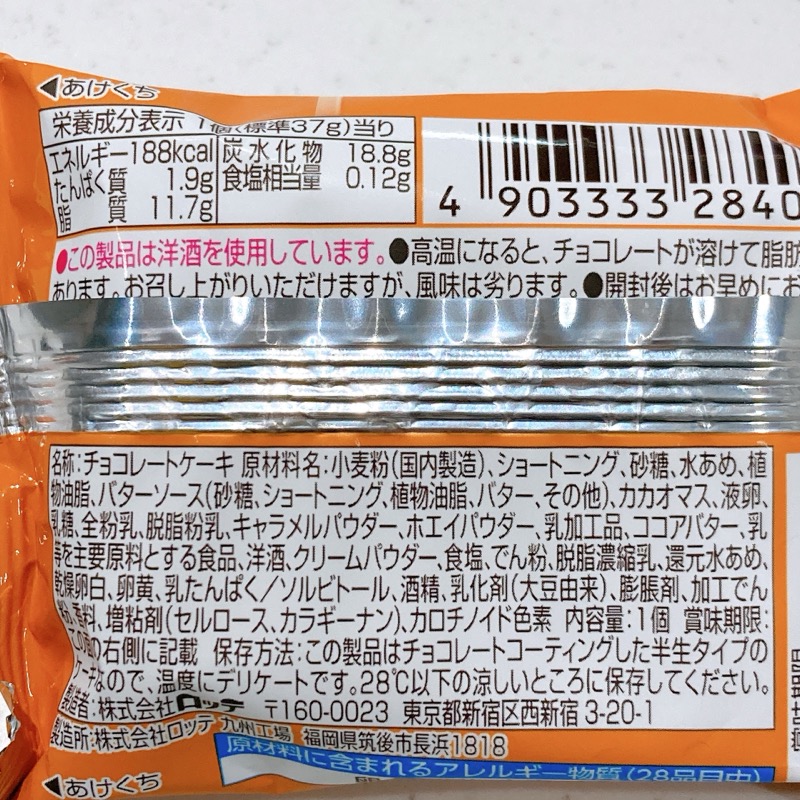 ◀あけくち
栄養成分表示 1個(標準37g)当り
エネルギー188kcal 炭水化物 18.8g
たんぱく質 1.9g 食塩相当量 0.12g
脂質 11.7g
4 903333 2840
●この製品は洋酒を使用しています。●高温になると、チョコレートが溶けて脂肪
あります。お召し上がりいただけますが、風味は劣ります。●開封後はお早めにお
名称:チョコレートケーキ 原材料名:小麦粉(国内製造)、ショートニング、砂糖、水あめ、植
物油脂、バターソース(砂糖、ショートニング、植物油脂、バター、その他)、カカオマス、液卵、
乳糖、全粉乳、脱脂粉乳、キャラメルパウダー、ホエイパウダー、乳加工品、ココアバター、乳
等を主要原料とする食品、洋酒、クリームパウダー、食塩、でん粉、脱脂濃縮乳、還元水あめ、
乾燥卵白、卵黄、乳たんぱく/ソルビトール、酒精、乳化剤(大豆由来)、膨脹剤、加工でん
粉、香料、増粘剤(セルロース、カラギーナン)、カロチノイド色素 内容量:1個 賞味期限:
この面の右側に記載 保存方法:この製品はチョコレートコーティングした半生タイプの
ケーキなので、温度にデリケートです。28℃以下の涼しいところに保存してください。
製造者:株式会社ロッテ 〒160-0023 東京都新宿区西新宿3-20-1
製造所:株式会社ロッテ 九州工場 福岡県筑後市長浜1818
原材料に含まれるアレルギー物質(28品目中)
◀あけくち